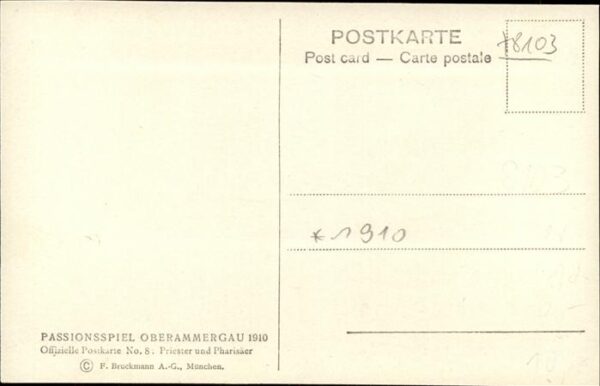 POSTKARTE
Post card — Carte postale
*8103
*1910
PASSIONSSPIEL OBERAMMERGAU 1910
Offizielle Postkarte No. 8: Priester und Pharisäer
Ⓒ F. Bruckmann A.-G., München.